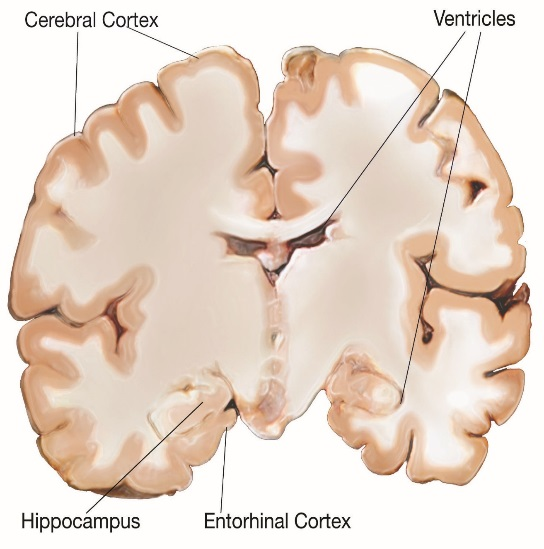 Cerebral Cortex
Ventricles
Hippocampus
Entorhinal Cortex